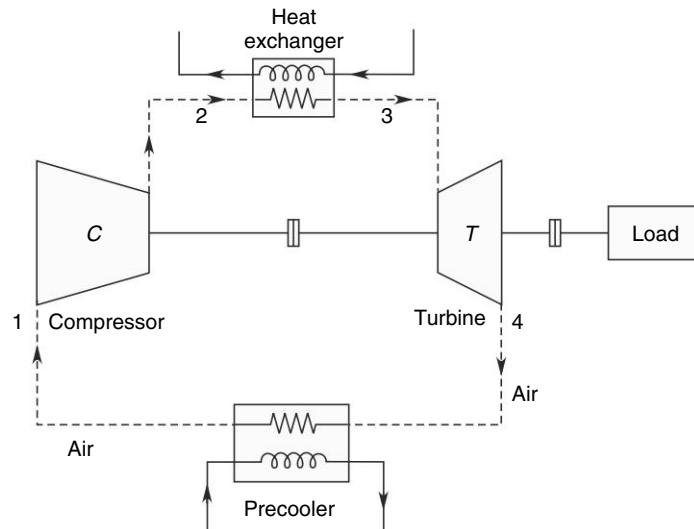 Heat
exchanger
2
3
C
T
Load
1
Compressor
Turbine
4
Air
Air
Precooler